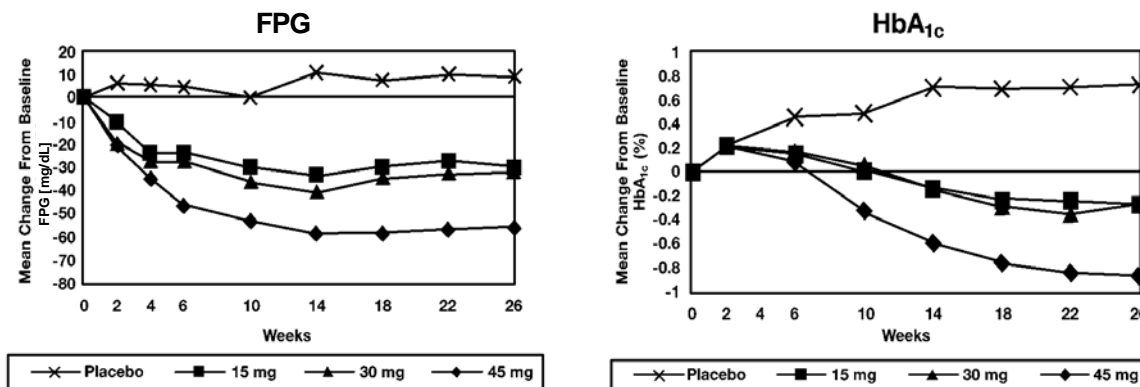 FPG
Mean Change From Baseline
FPG [mg/dL]
20
10
0
-10
-20
-30
-40
-50
-60
-70
-80
0 2 4 6 10 14 18 22 26
Weeks
Placebo 15 mg 30 mg 45 mg
HbA1c
Mean Change From Baseline
HbA1c (%)
1
0.8
0.6
0.4
0.2
0
-0.2
-0.4
-0.6
-0.8
-1
0 2 4 6 10 14 18 22 26
Weeks
Placebo 15 mg 30 mg 45 mg